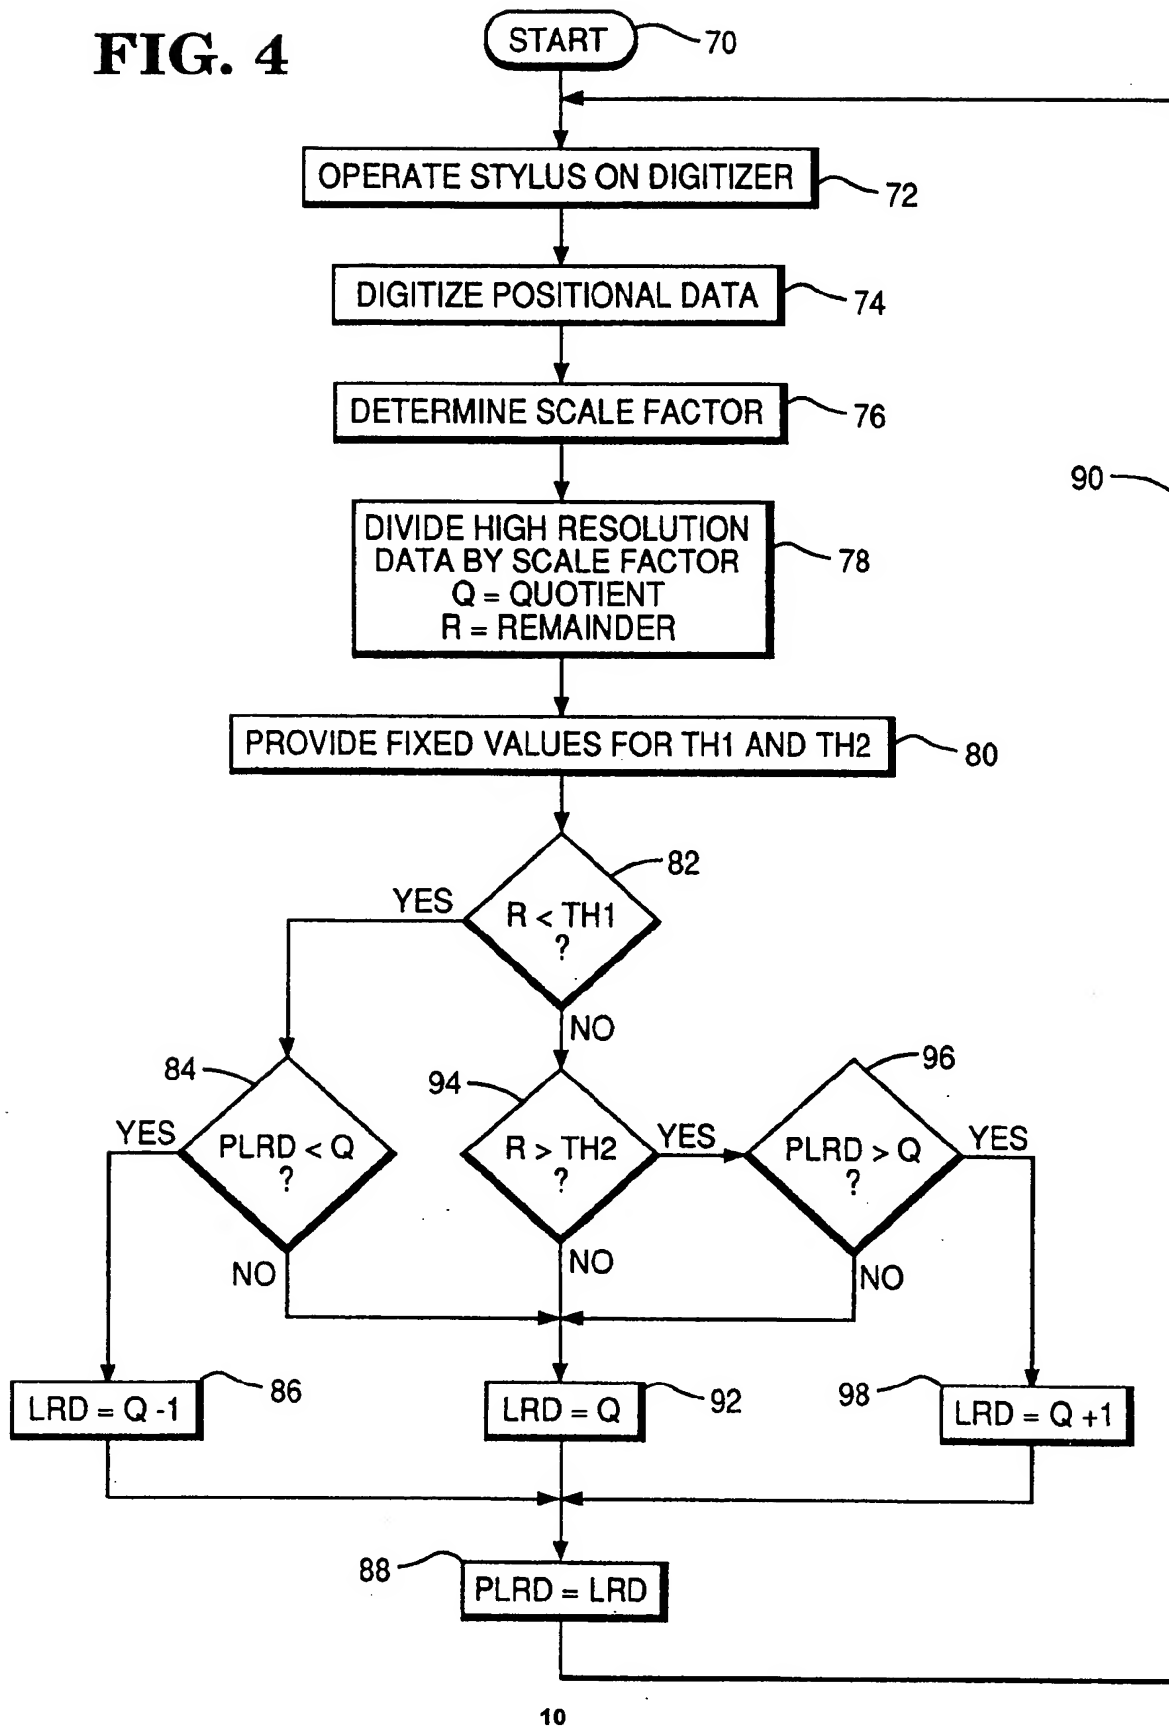 FIG. 4
START
70
OPERATE STYLUS ON DIGITIZER
72
DIGITIZE POSITIONAL DATA
74
DETERMINE SCALE FACTOR
76
90
DIVIDE HIGH RESOLUTION
DATA BY SCALE FACTOR
Q = QUOTIENT
R = REMAINDER
78
PROVIDE FIXED VALUES FOR TH1 AND TH2
80
82
YES
R < TH1
?
NO
84
94
96
YES
PLRD < Q
?
NO
R > TH2
?
YES
NO
PLRD > Q
?
YES
NO
LRD = Q -1
86
LRD = Q
92
98
LRD = Q +1
88
PLRD = LRD
10